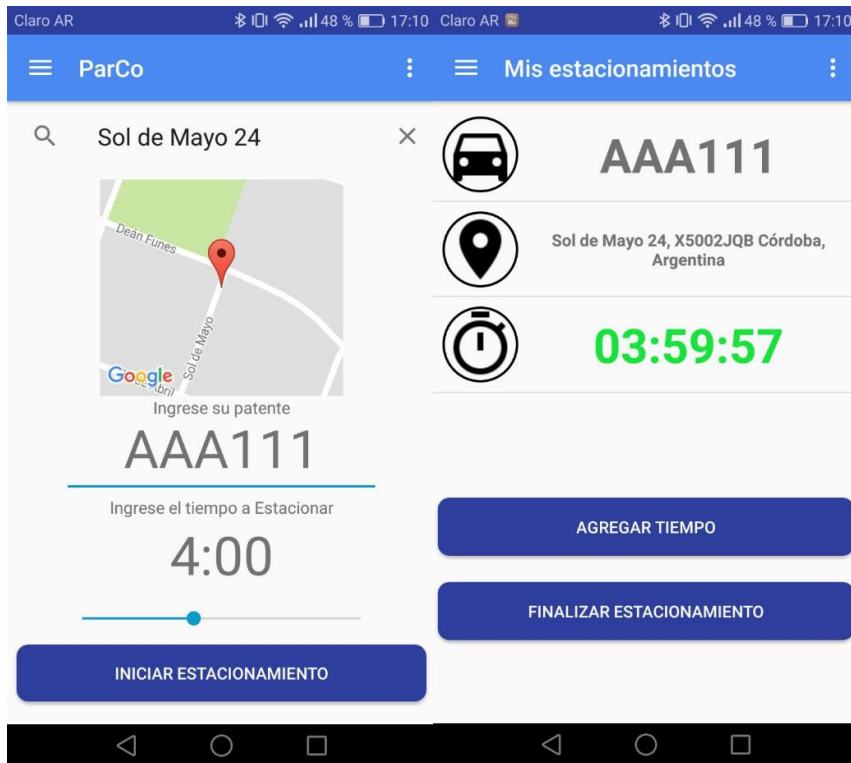 Claro AR 48 % 17:10
ParCo
Sol de Mayo 24
Deán Funes
Sol de Mayo
Google
Abril
Ingrese su patente
AAA111
Ingrese el tiempo a Estacionar
4:00
INICIAR ESTACIONAMIENTO
Claro AR 48 % 17:10
Mis estacionamientos
AAA111
Sol de Mayo 24, X5002JQB Córdoba,
Argentina
03:59:57
AGREGAR TIEMPO
FINALIZAR ESTACIONAMIENTO